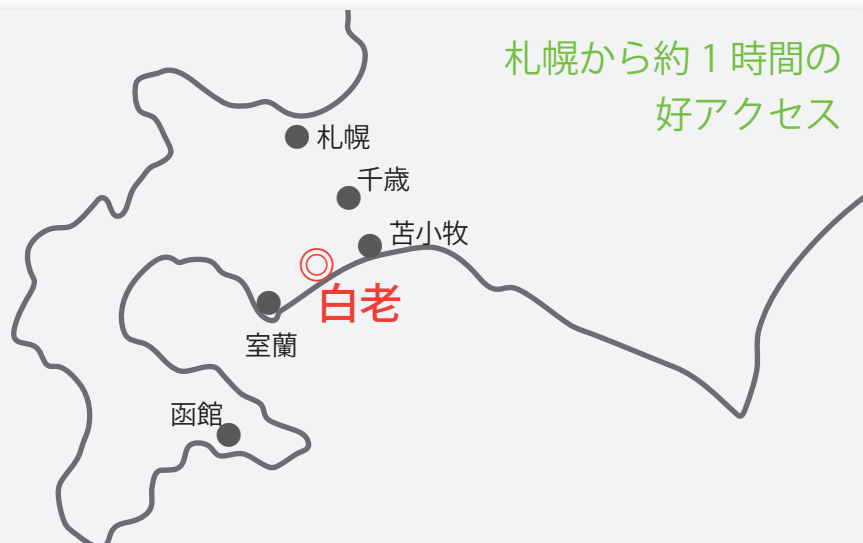 札幌から約1時間の
好アクセス
札幌
千歳
苫小牧
白老
室蘭
函館